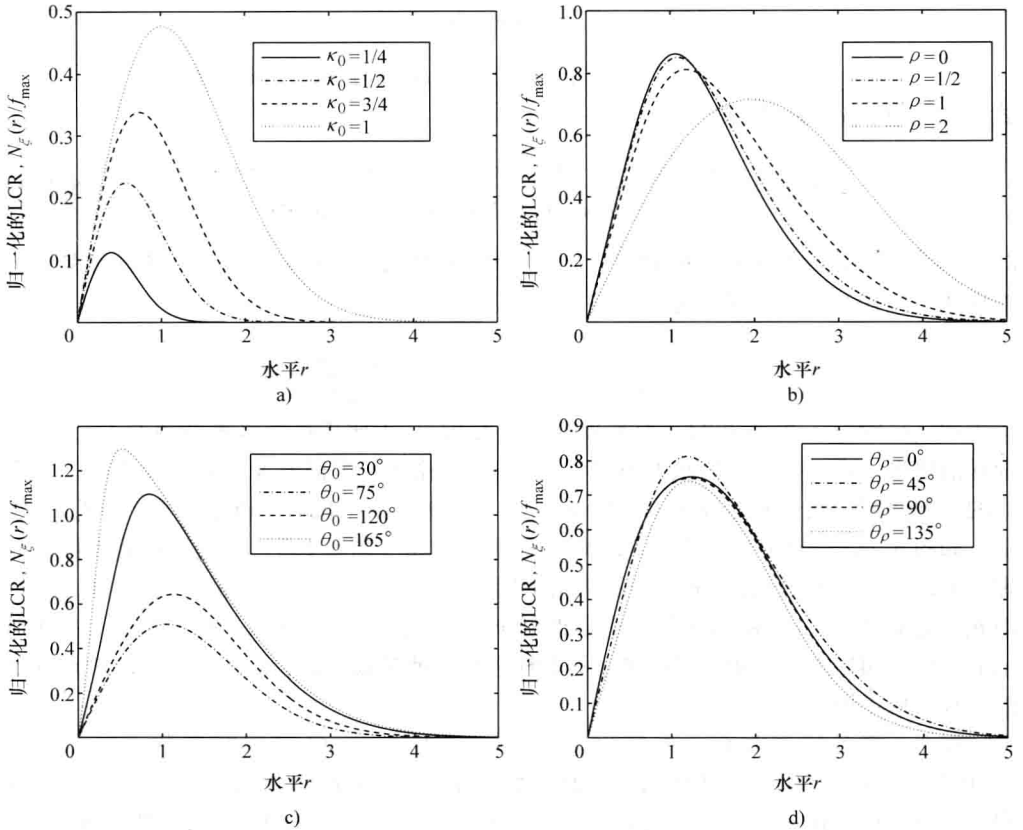 归一化的LCR, Nξ(r)/fmax
0.5
0.4
0.3
0.2
0.1
κ0=1/4
κ0=1/2
κ0=3/4
κ0=1
0 1 2 3 4 5
水平r
a)
归一化的LCR, Nξ(r)/fmax
1.0
0.8
0.6
0.4
0.2
ρ=0
ρ=1/2
ρ=1
ρ=2
0 1 2 3 4 5
水平r
b)
归一化的LCR, Nξ(r)/fmax
1.2
1.0
0.8
0.6
0.4
0.2
θ0=30°
θ0=75°
θ0=120°
θ0=165°
0 1 2 3 4 5
水平r
c)
归一化的LCR, Nξ(r)/fmax
0.9
0.8
0.7
0.6
0.5
0.4
0.3
0.2
0.1
θρ=0°
θρ=45°
θρ=90°
θρ=135°
0 1 2 3 4 5
水平r
d)